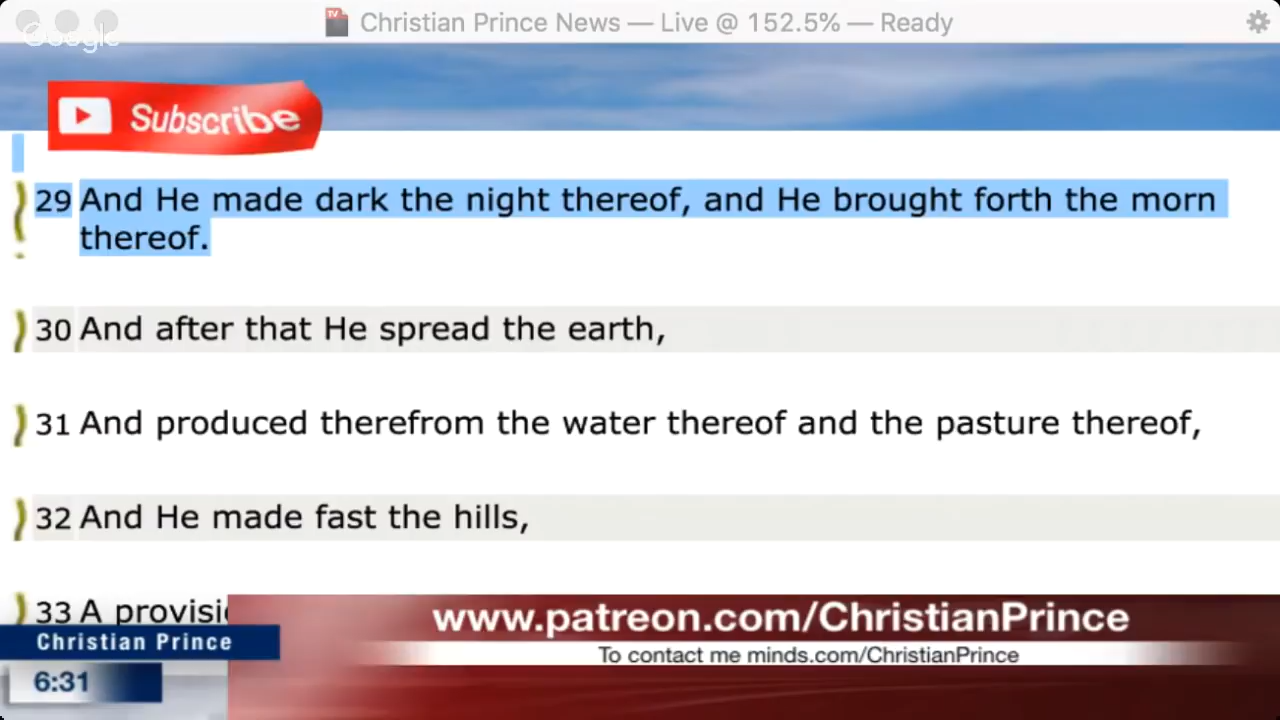 Christian Prince News — Live @ 152.5% — Ready
Google
TV
Subscribe
29 And He made dark the night thereof, and He brought forth the morn
thereof.
30 And after that He spread the earth,
31 And produced therefrom the water thereof and the pasture thereof,
32 And He made fast the hills,
33 A provisi
www.patreon.com/ChristianPrince
Christian Prince
To contact me minds.com/ChristianPrince
6:31